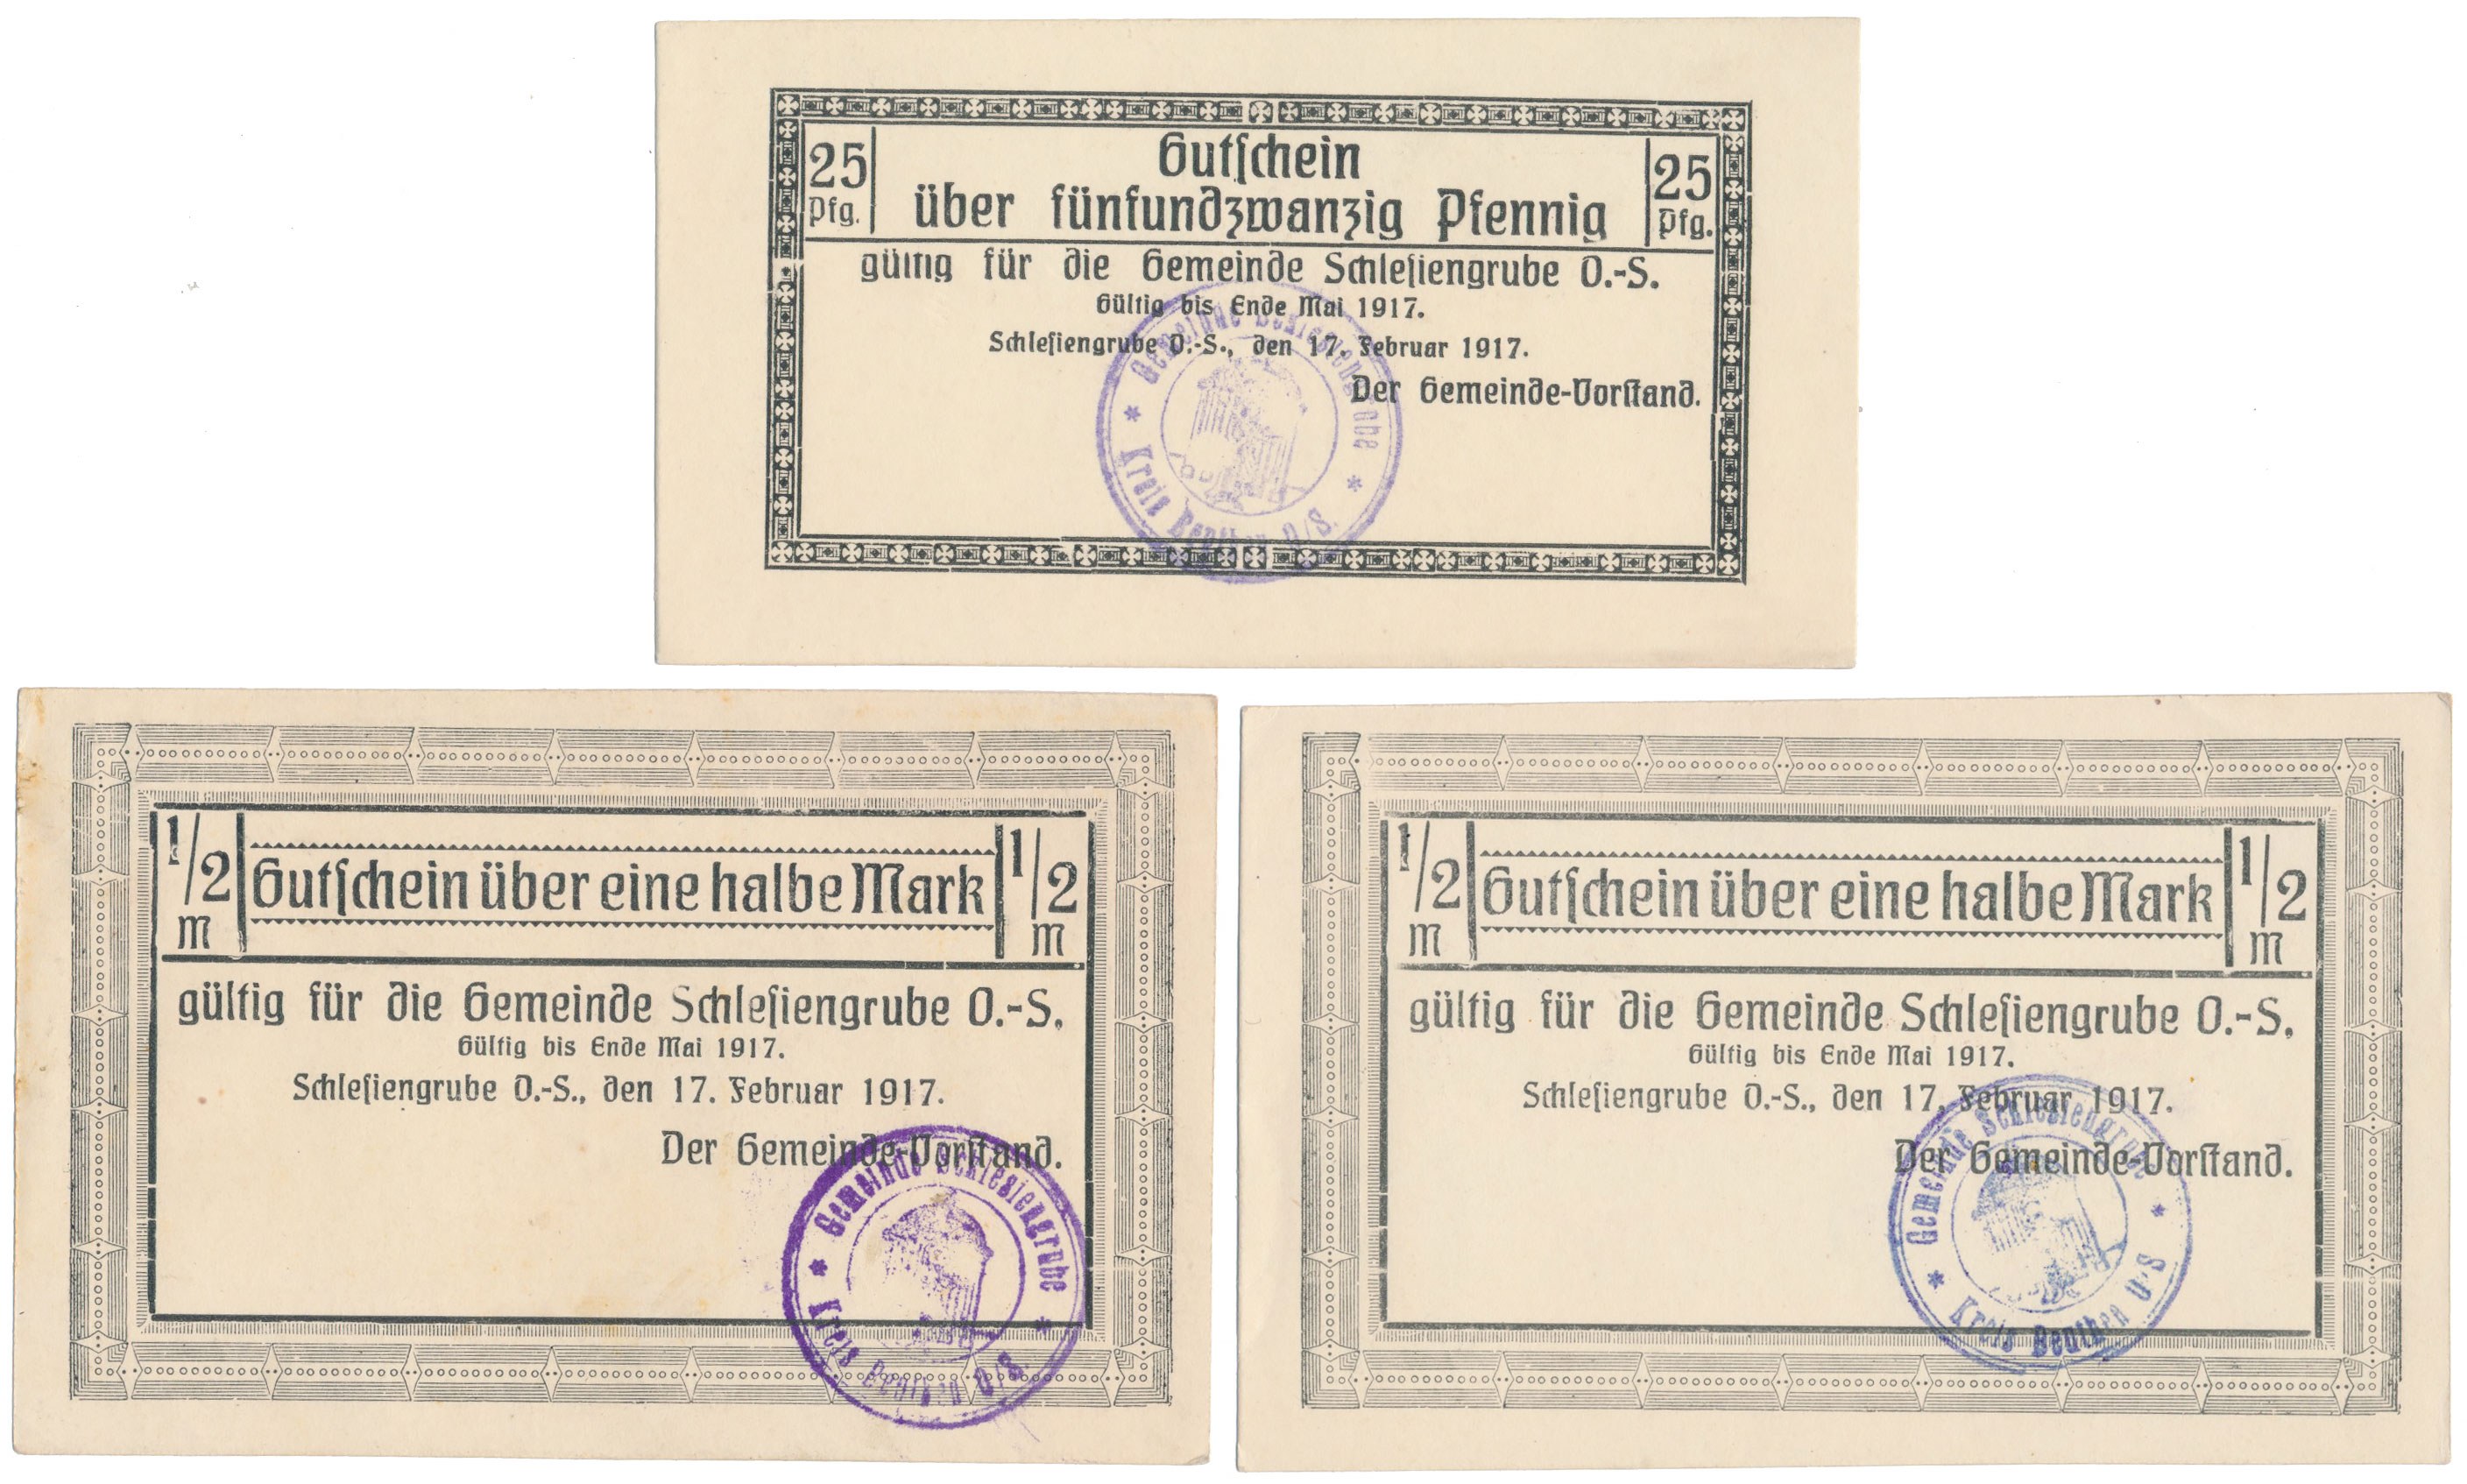 25
Pfg.
Gutſchein
über fünfundzwanzig Pfennig
25
Pfg.
gültig für die Gemeinde Schleſiengrube O.-S.
Gültig bis Ende Mai 1917.
Schleſiengrube O.-S., den 17. Februar 1917.
Der Gemeinde-Vorſtand.
Gemeinde Schlesiengrube
* Kreis Beuthen O/S. *
1/2
m
Gutſchein über eine halbe Mark
1/2
m
gültig für die Gemeinde Schleſiengrube O.-S.
Gültig bis Ende Mai 1917.
Schleſiengrube O.-S., den 17. Februar 1917.
Der Gemeinde-Vorſtand.
Gemeinde Schlesiengrube
* Kreis Beuthen O/S. *
1/2
m
Gutſchein über eine halbe Mark
1/2
m
gültig für die Gemeinde Schleſiengrube O.-S.
Gültig bis Ende Mai 1917.
Schleſiengrube O.-S., den 17. Februar 1917.
Der Gemeinde-Vorſtand.
Gemeinde Schlesiengrube
* Kreis Beuthen O/S *